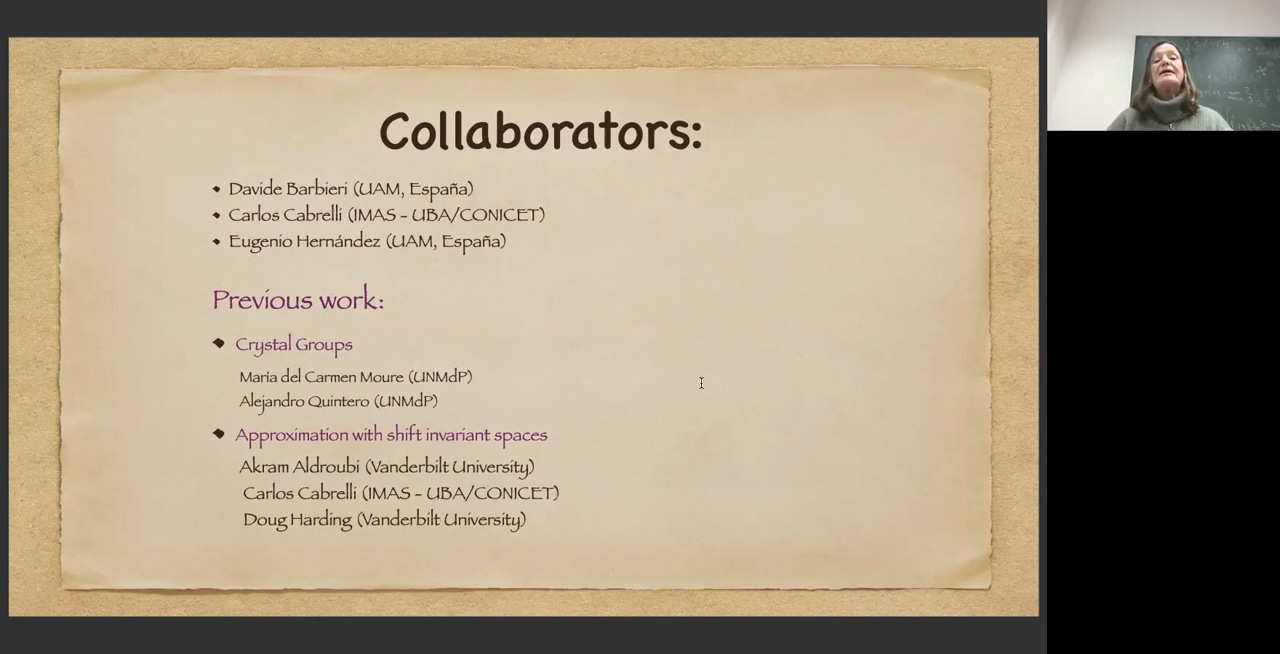 Collaborators:
Davide Barbieri (UAM, España)
Carlos Cabrelli (IMAS - UBA/CONICET)
Eugenio Hernández (UAM, España)
Previous work:
Crystal Groups
María del Carmen Moure (UNMdP)
Alejandro Quintero (UNMdP)
Approximation with shift invariant spaces
Akram Aldroubi (Vanderbilt University)
Carlos Cabrelli (IMAS - UBA/CONICET)
Doug Harding (Vanderbilt University)